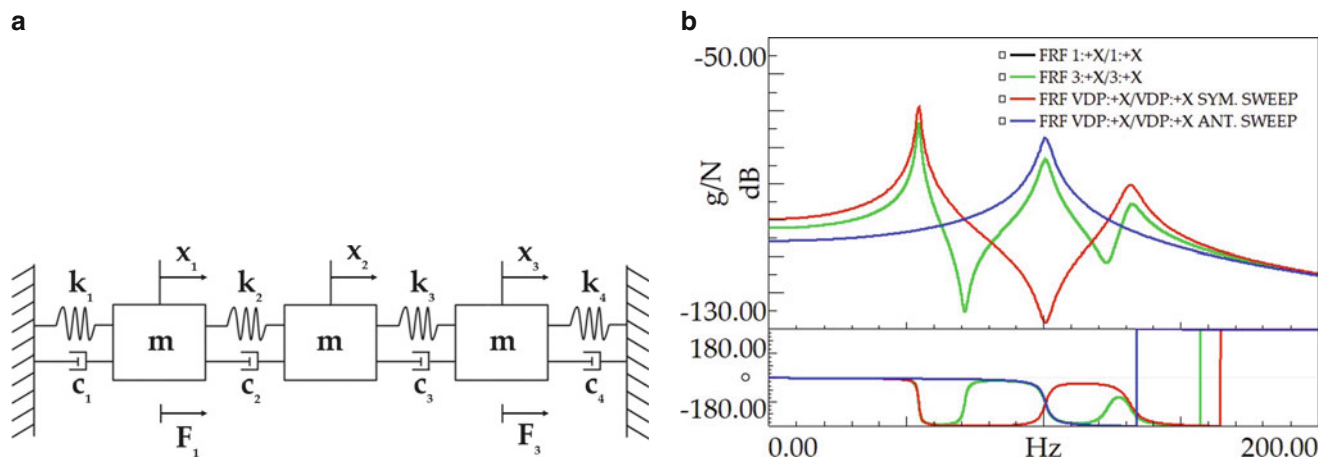 a
x₁ x₂ x₃
k₁ k₂ k₃ k₄
m m m
c₁ c₂ c₃ c₄
F₁ F₃
b
-50.00
FRF 1:+X/1:+X
FRF 3:+X/3:+X
FRF VDP:+X/VDP:+X SYM. SWEEP
FRF VDP:+X/VDP:+X ANT. SWEEP
g/N
dB
-130.00
180.00
°
-180.00
0.00 Hz 200.00